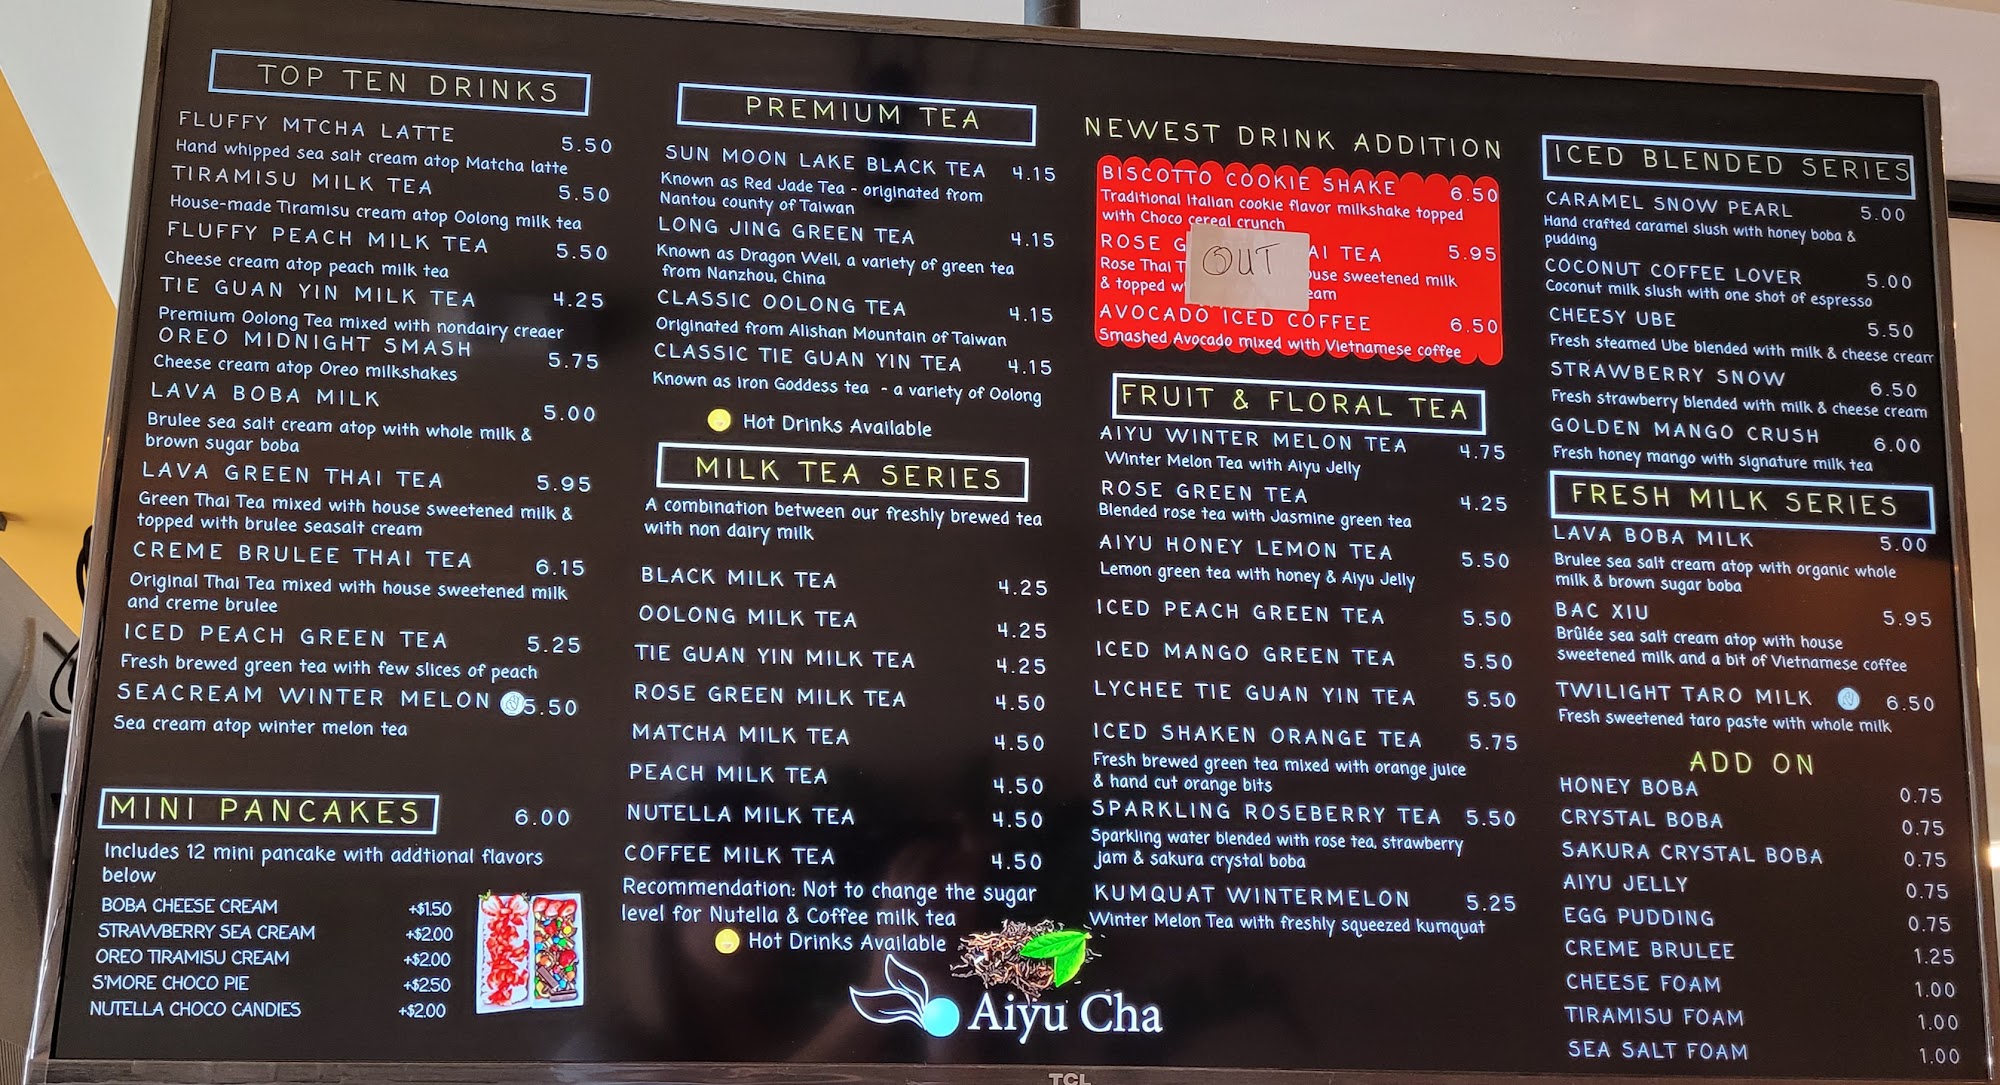 TOP TEN DRINKS
FLUFFY MTCHA LATTE 5.50
Hand whipped sea salt cream atop Matcha latte
TIRAMISU MILK TEA 5.50
House-made Tiramisu cream atop Oolong milk tea
FLUFFY PEACH MILK TEA 5.50
Cheese cream atop peach milk tea
TIE GUAN YIN MILK TEA 4.25
Premium Oolong Tea mixed with nondairy creaer
OREO MIDNIGHT SMASH 5.75
Cheese cream atop Oreo milkshakes
LAVA BOBA MILK 5.00
Brulee sea salt cream atop with whole milk &
brown sugar boba
LAVA GREEN THAI TEA 5.95
Green Thai Tea mixed with house sweetened milk &
topped with brulee seasalt cream
CREME BRULEE THAI TEA 6.15
Original Thai Tea mixed with house sweetened milk
and creme brulee
ICED PEACH GREEN TEA 5.25
Fresh brewed green tea with few slices of peach
SEACREAM WINTER MELON 5.50
Sea cream atop winter melon tea
MINI PANCAKES 6.00
Includes 12 mini pancake with addtional flavors
below
BOBA CHEESE CREAM +$1.50
STRAWBERRY SEA CREAM +$2.00
OREO TIRAMISU CREAM +$2.00
S'MORE CHOCO PIE +$2.50
NUTELLA CHOCO CANDIES +$2.00
PREMIUM TEA
SUN MOON LAKE BLACK TEA 4.15
Known as Red Jade Tea - originated from
Nantou county of Taiwan
LONG JING GREEN TEA 4.15
Known as Dragon Well, a variety of green tea
from Nanzhou, China
CLASSIC OOLONG TEA 4.15
Originated from Alishan Mountain of Taiwan
CLASSIC TIE GUAN YIN TEA 4.15
Known as Iron Goddess tea - a variety of Oolong
Hot Drinks Available
MILK TEA SERIES
A combination between our freshly brewed tea
with non dairy milk
BLACK MILK TEA 4.25
OOLONG MILK TEA 4.25
TIE GUAN YIN MILK TEA 4.25
ROSE GREEN MILK TEA 4.50
MATCHA MILK TEA 4.50
PEACH MILK TEA 4.50
NUTELLA MILK TEA 4.50
COFFEE MILK TEA 4.50
Recommendation: Not to change the sugar
level for Nutella & Coffee milk tea
Hot Drinks Available
Aiyu Cha
NEWEST DRINK ADDITION
BISCOTTO COOKIE SHAKE 6.50
Traditional Italian cookie flavor milkshake topped
with Choco cereal crunch
ROSE G AI TEA 5.95
Rose Thai T ouse sweetened milk
& topped w eam
OUT
AVOCADO ICED COFFEE 6.50
Smashed Avocado mixed with Vietnamese coffee
FRUIT & FLORAL TEA
AIYU WINTER MELON TEA 4.75
Winter Melon Tea with Aiyu Jelly
ROSE GREEN TEA 4.25
Blended rose tea with Jasmine green tea
AIYU HONEY LEMON TEA 5.50
Lemon green tea with honey & Aiyu Jelly
ICED PEACH GREEN TEA 5.50
ICED MANGO GREEN TEA 5.50
LYCHEE TIE GUAN YIN TEA 5.50
ICED SHAKEN ORANGE TEA 5.75
Fresh brewed green tea mixed with orange juice
& hand cut orange bits
SPARKLING ROSEBERRY TEA 5.50
Sparkling water blended with rose tea, strawberry
jam & sakura crystal boba
KUMQUAT WINTERMELON 5.25
Winter Melon Tea with freshly squeezed kumquat
ICED BLENDED SERIES
CARAMEL SNOW PEARL 5.00
Hand crafted caramel slush with honey boba &
pudding
COCONUT COFFEE LOVER 5.00
Coconut milk slush with one shot of espresso
CHEESY UBE 5.50
Fresh steamed Ube blended with milk & cheese cream
STRAWBERRY SNOW 6.50
Fresh strawberry blended with milk & cheese cream
GOLDEN MANGO CRUSH 6.00
Fresh honey mango with signature milk tea
FRESH MILK SERIES
LAVA BOBA MILK 5.00
Brulee sea salt cream atop with organic whole
milk & brown sugar boba
BAC XIU 5.95
Brûlée sea salt cream atop with house
sweetened milk and a bit of Vietnamese coffee
TWILIGHT TARO MILK 6.50
Fresh sweetened taro paste with whole milk
ADD ON
HONEY BOBA 0.75
CRYSTAL BOBA 0.75
SAKURA CRYSTAL BOBA 0.75
AIYU JELLY 0.75
EGG PUDDING 0.75
CREME BRULEE 1.25
CHEESE FOAM 1.00
TIRAMISU FOAM 1.00
SEA SALT FOAM 1.00
TCL